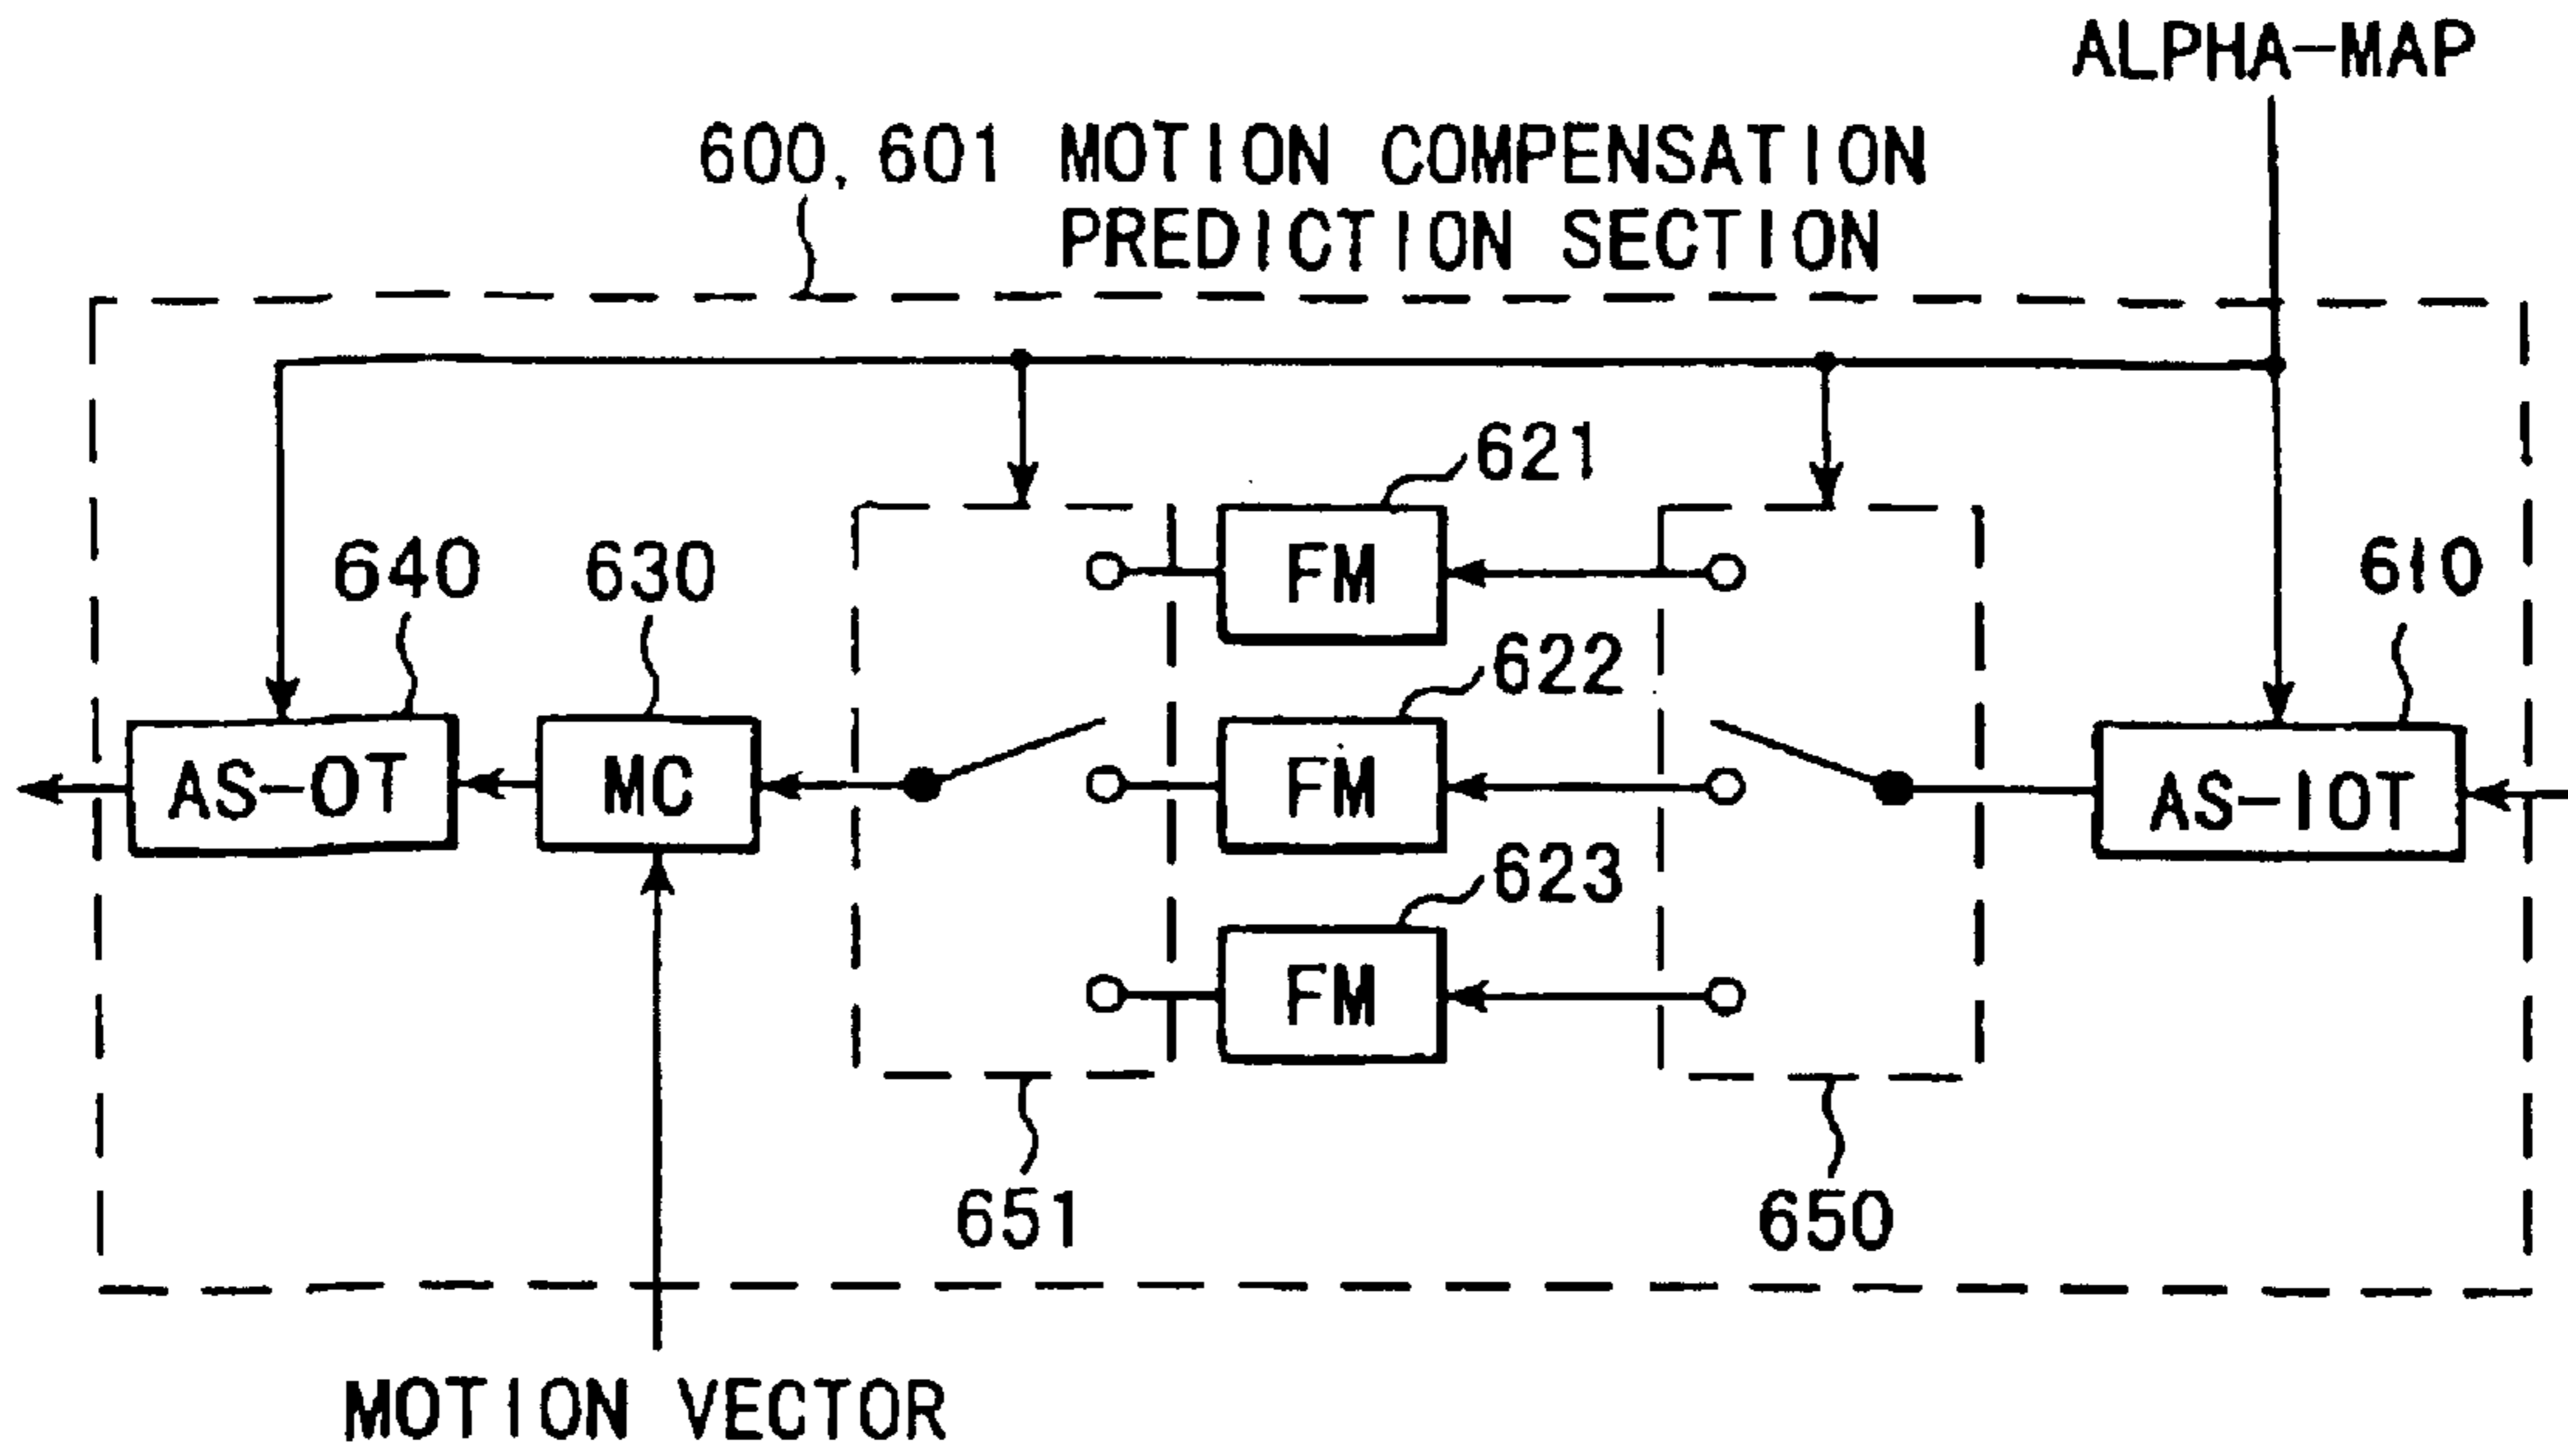 ALPHA-MAP
600, 601 MOTION COMPENSATION
PREDICTION SECTION
621
640
630
FM
610
622
AS-OT
MC
FM
AS-IOT
623
FM
651
650
MOTION VECTOR